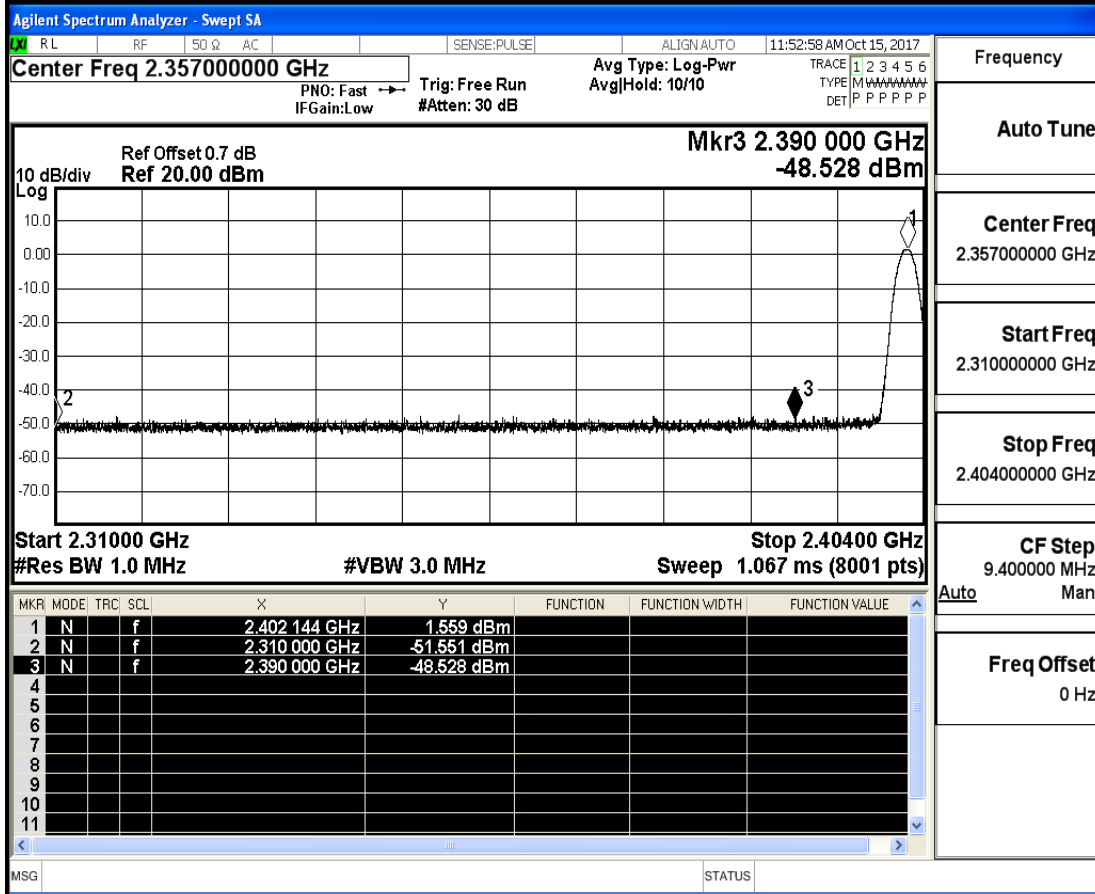 Agilent Spectrum Analyzer - Swept SA
LXI RL RF 50 Ω AC SENSE:PULSE ALIGN AUTO 11:52:58 AM Oct 15, 2017
Center Freq 2.357000000 GHz
PNO: Fast
IFGain:Low
Trig: Free Run
#Atten: 30 dB
Avg Type: Log-Pwr
Avg|Hold: 10/10
TRACE 1 2 3 4 5 6
TYPE M WWWWW
DET P P P P P P
Ref Offset 0.7 dB
Ref 20.00 dBm
10 dB/div
Log
Mkr3 2.390 000 GHz
-48.528 dBm
10.0
0.00
-10.0
-20.0
-30.0
-40.0
-50.0
-60.0
-70.0
1
2
3
Start 2.31000 GHz
Stop 2.40400 GHz
#Res BW 1.0 MHz
#VBW 3.0 MHz
Sweep 1.067 ms (8001 pts)
MKR MODE TRC SCL X Y FUNCTION FUNCTION WIDTH FUNCTION VALUE
1 N f 2.402 144 GHz 1.559 dBm
2 N f 2.310 000 GHz -51.551 dBm
3 N f 2.390 000 GHz -48.528 dBm
4
5
6
7
8
9
10
11
MSG
STATUS
Frequency
Auto Tune
Center Freq
2.357000000 GHz
Start Freq
2.310000000 GHz
Stop Freq
2.404000000 GHz
CF Step
9.400000 MHz
Auto Man
Freq Offset
0 Hz